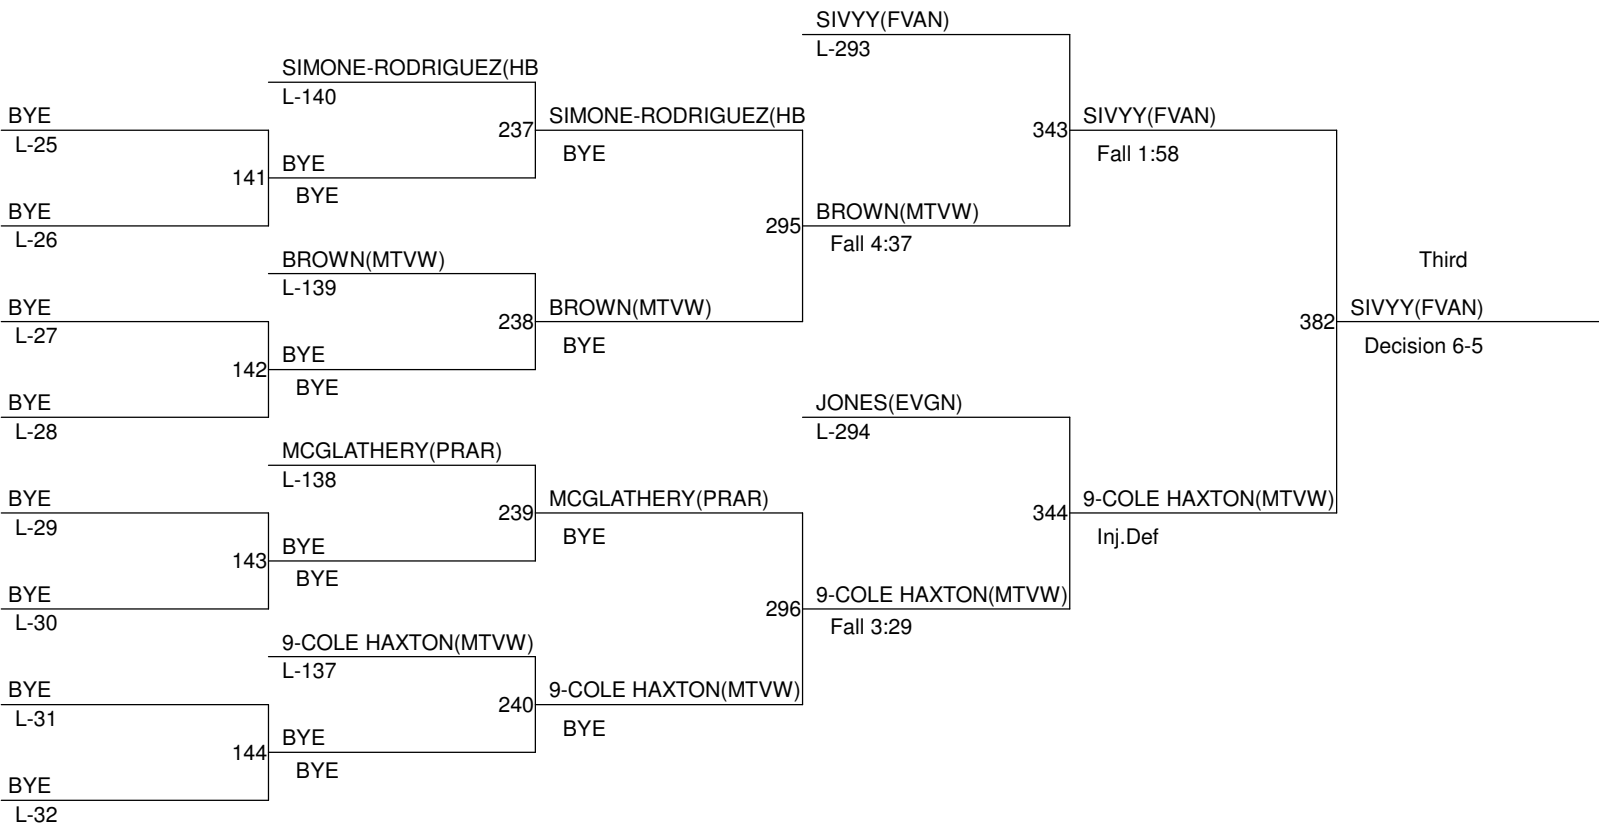 SIVYY(FVAN)
L-293
SIMONE-RODRIGUEZ(HB
L-140
BYE
L-25
237
SIMONE-RODRIGUEZ(HB
BYE
343
SIVYY(FVAN)
Fall 1:58
141
BYE
BYE
BYE
L-26
295
BROWN(MTVW)
Fall 4:37
BROWN(MTVW)
L-139
Third
BYE
L-27
238
BROWN(MTVW)
BYE
382
SIVYY(FVAN)
Decision 6-5
142
BYE
BYE
BYE
L-28
JONES(EVGN)
L-294
MCGLATHERY(PRAR)
L-138
BYE
L-29
239
MCGLATHERY(PRAR)
BYE
344
9-COLE HAXTON(MTVW)
Inj.Def
143
BYE
BYE
BYE
L-30
296
9-COLE HAXTON(MTVW)
Fall 3:29
9-COLE HAXTON(MTVW)
L-137
BYE
L-31
240
9-COLE HAXTON(MTVW)
BYE
144
BYE
BYE
BYE
L-32